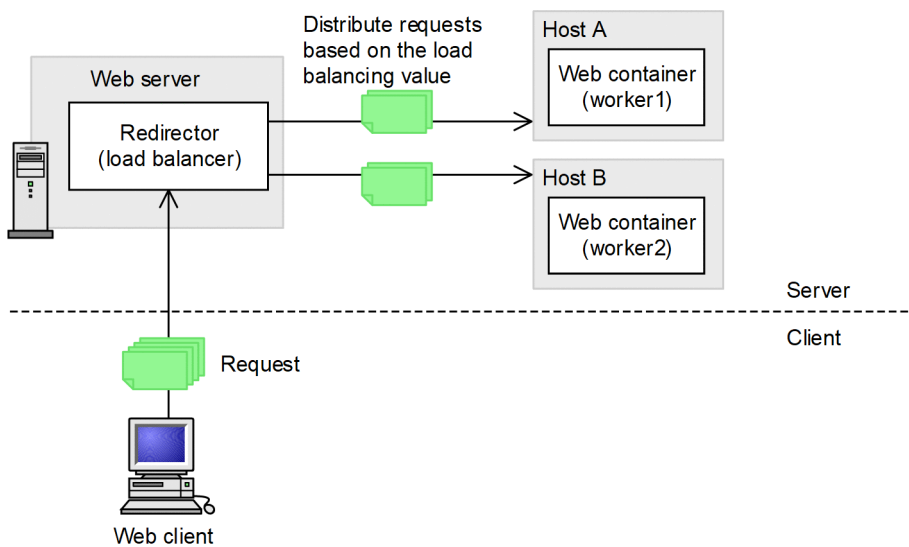 Distribute requests
based on the load
balancing value
Host A
Web container
(worker1)
Web server
Redirector
(load balancer)
Host B
Web container
(worker2)
Server
Client
Request
Web client